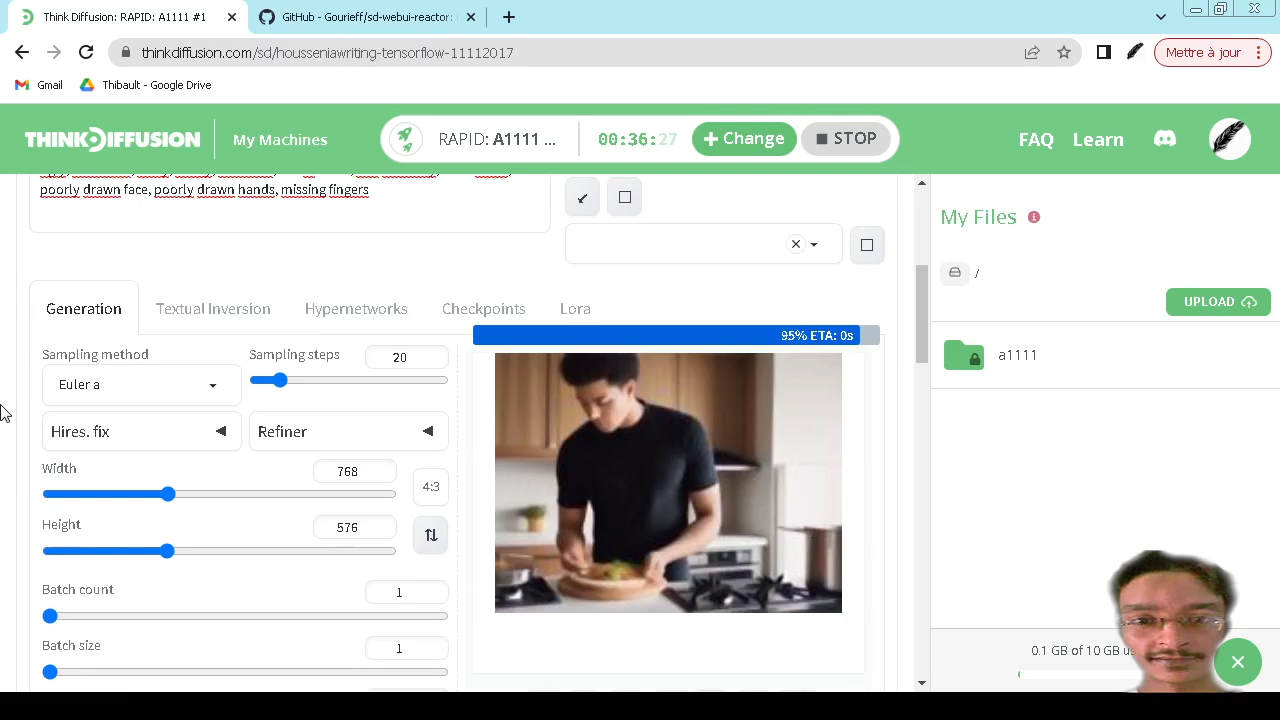 Think Diffusion: RAPID: A1111 #1
GitHub - Gourieff/sd-webui-reactor
thinkdiffusion.com/sd/housseniawriting-tensorflow-11112017
Mettre à jour
Gmail
Thibault - Google Drive
THINKDIFFUSION
My Machines
RAPID: A1111 ...
00:36:27
Change
STOP
FAQ
Learn
poorly drawn face, poorly drawn hands, missing fingers
My Files
/
UPLOAD
a1111
Generation
Textual Inversion
Hypernetworks
Checkpoints
Lora
95% ETA: 0s
Sampling method
Sampling steps
20
Euler a
Hires. fix
Refiner
Width
768
4:3
Height
576
Batch count
1
Batch size
1
0.1 GB of 10 GB